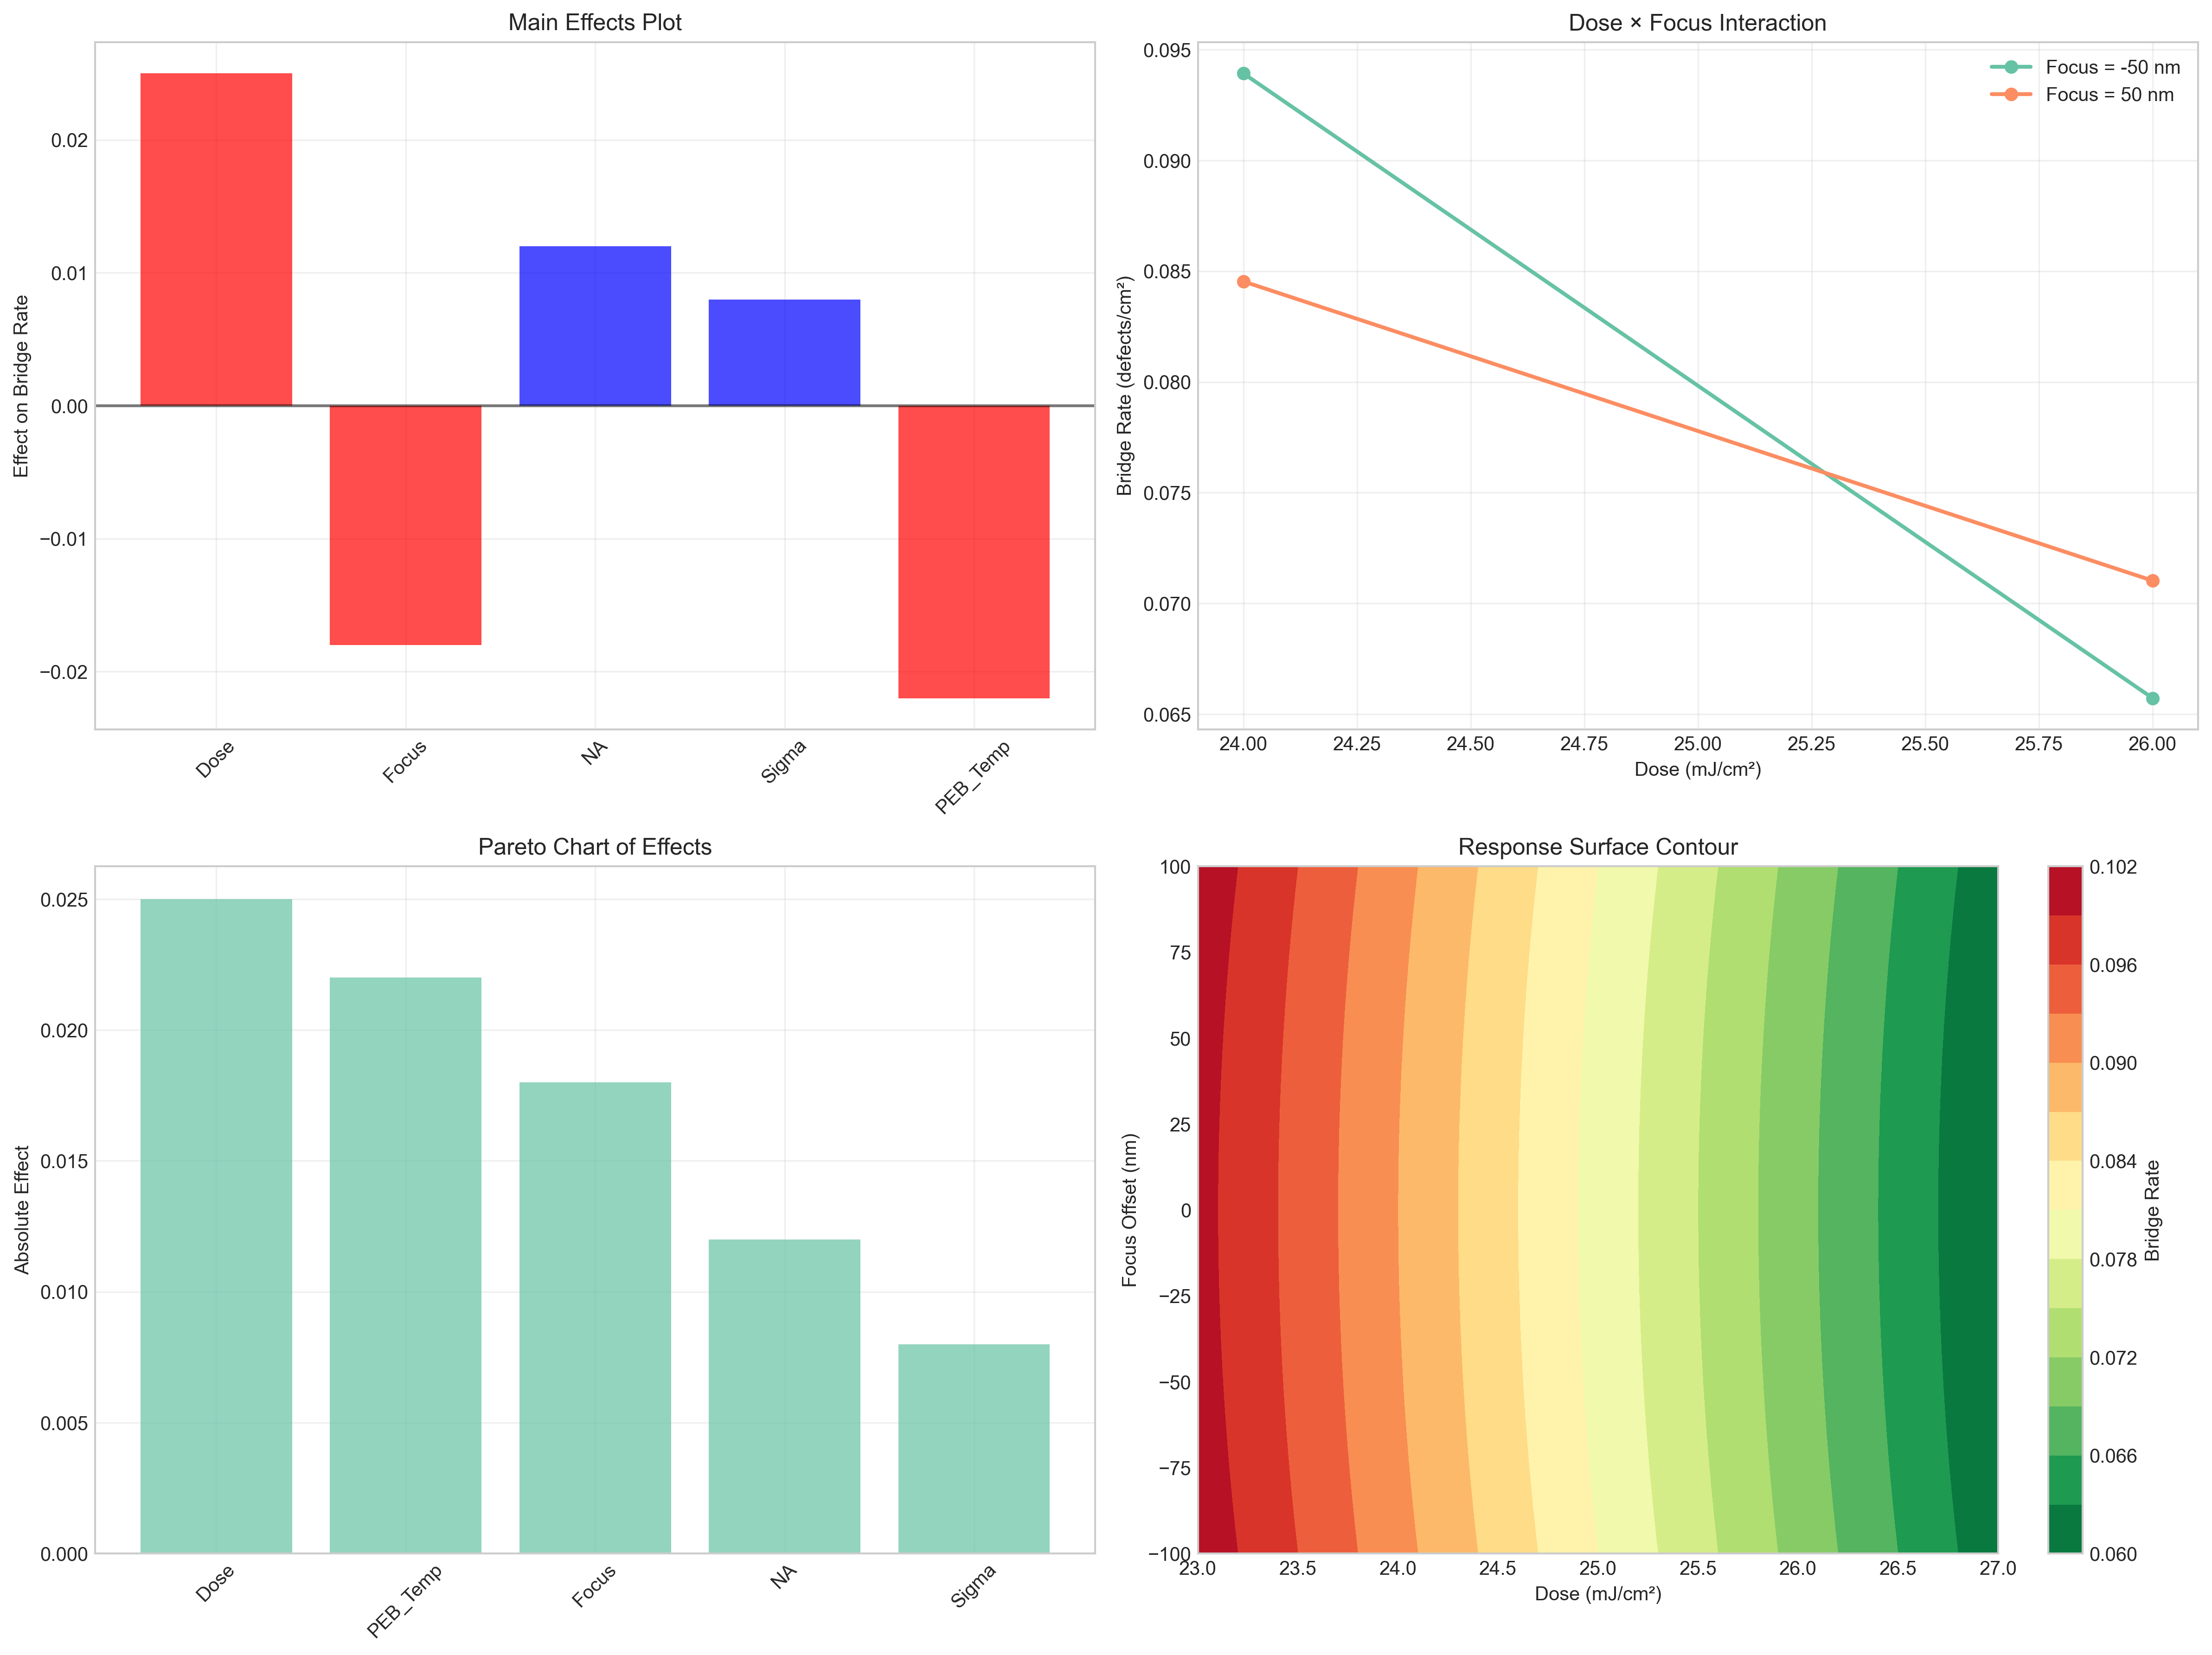 Main Effects Plot
Effect on Bridge Rate
0.02
0.01
0.00
−0.01
−0.02
Dose
Focus
NA
Sigma
PEB_Temp
Dose × Focus Interaction
Focus = -50 nm
Focus = 50 nm
Bridge Rate (defects/cm²)
0.095
0.090
0.085
0.080
0.075
0.070
0.065
24.00 24.25 24.50 24.75 25.00 25.25 25.50 25.75 26.00
Dose (mJ/cm²)
Pareto Chart of Effects
Absolute Effect
0.025
0.020
0.015
0.010
0.005
0.000
Dose
PEB_Temp
Focus
NA
Sigma
Response Surface Contour
Focus Offset (nm)
100
75
50
25
0
−25
−50
−75
−100
23.0 23.5 24.0 24.5 25.0 25.5 26.0 26.5 27.0
Dose (mJ/cm²)
0.102
0.096
0.090
0.084
0.078
0.072
0.066
0.060
Bridge Rate